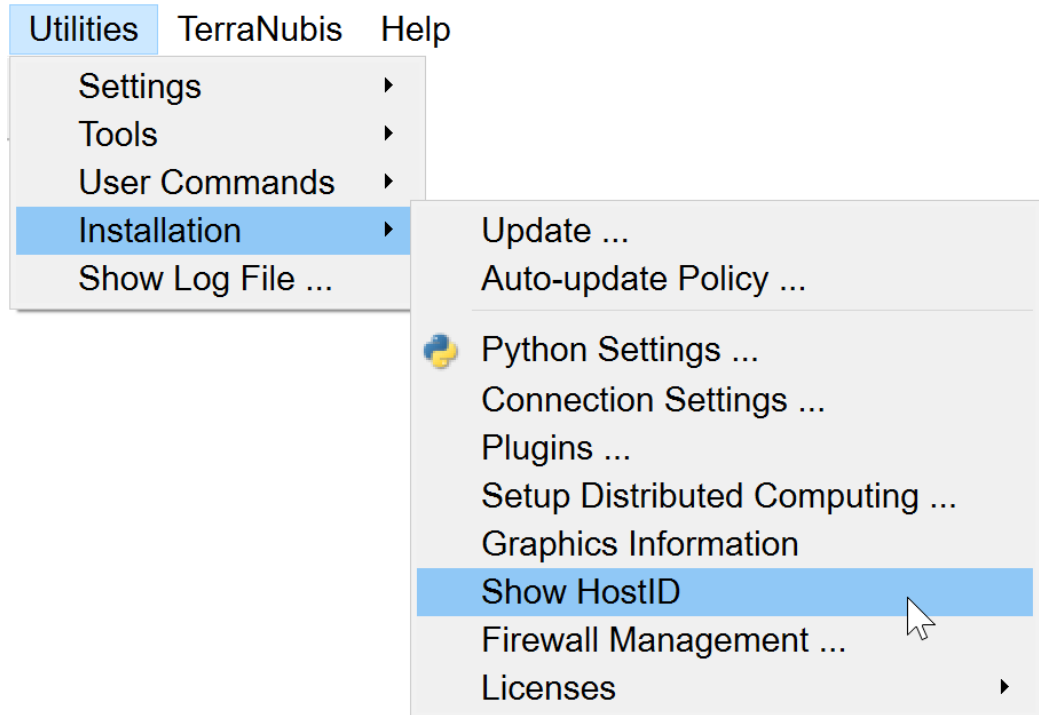 Utilities TerraNubis Help
Settings
Tools
User Commands
Installation
Show Log File ...
Update ...
Auto-update Policy ...
Python Settings ...
Connection Settings ...
Plugins ...
Setup Distributed Computing ...
Graphics Information
Show HostID
Firewall Management ...
Licenses